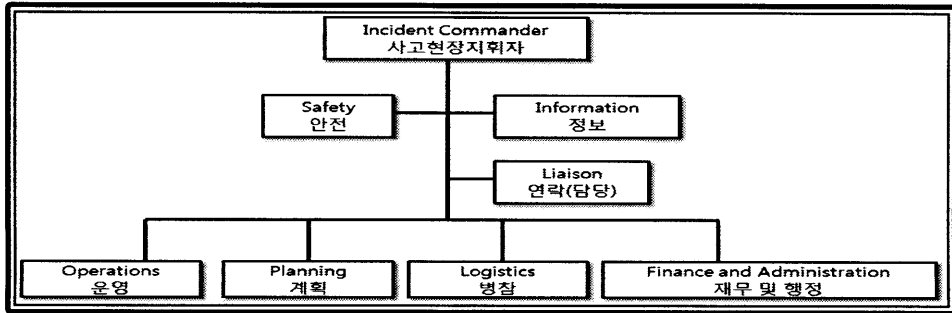 Incident Commander
사고현장지휘자
Safety
안전
Information
정보
Liaison
연락(담당)
Operations
운영
Planning
계획
Logistics
병참
Finance and Administration
재무 및 행정